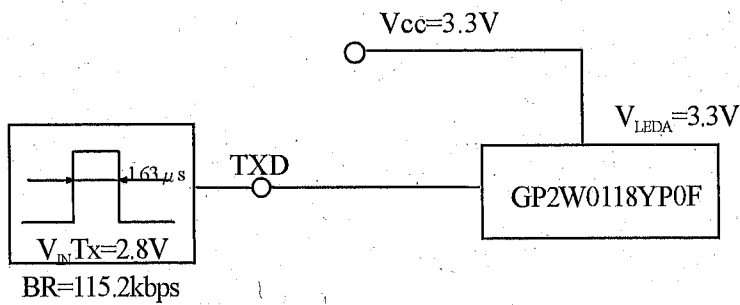 Vcc=3.3V
VLEDA=3.3V
1.63μs
TXD
GP2W0118YP0F
VINTx=2.8V
BR=115.2kbps